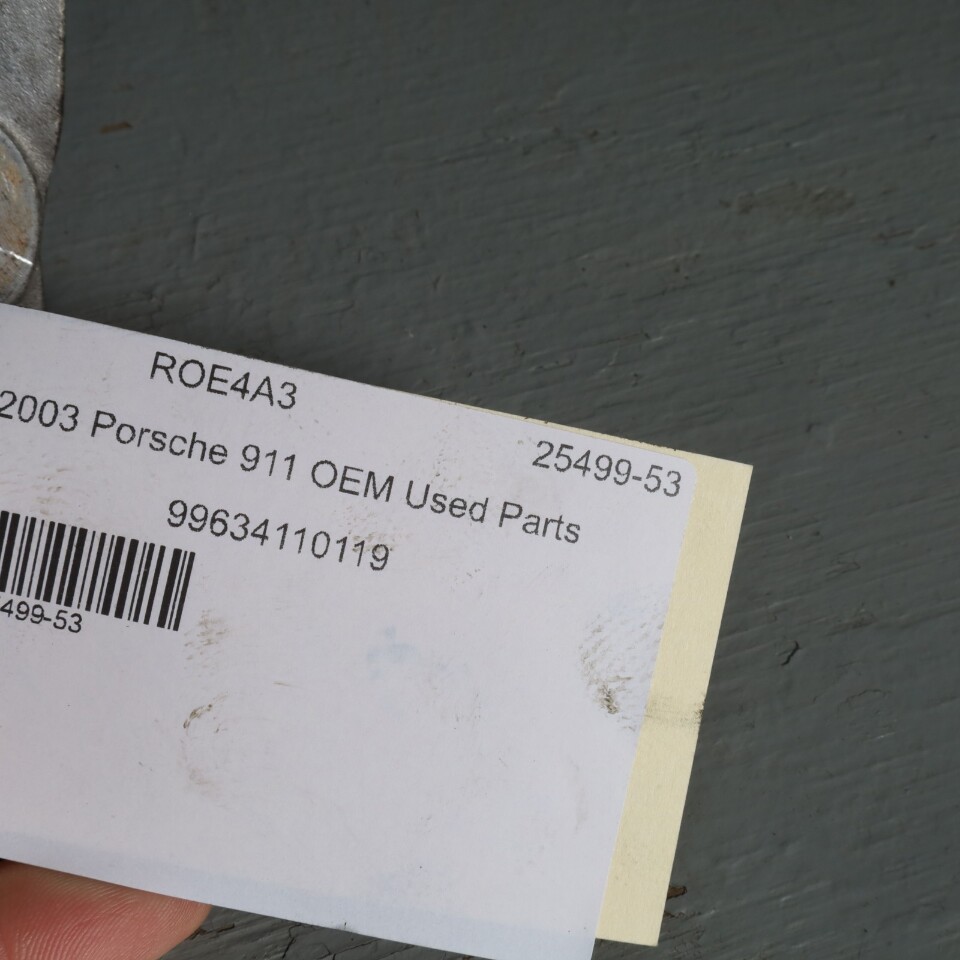 ROE4A3
25499-53
2003 Porsche 911 OEM Used Parts
99634110119
499-53